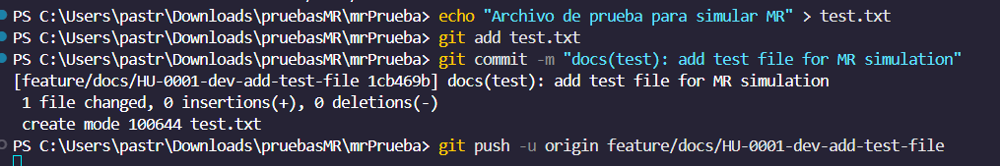 PS C:\Users\pastr\Downloads\pruebasMR\mrPrueba> echo "Archivo de prueba para simular MR" > test.txt
PS C:\Users\pastr\Downloads\pruebasMR\mrPrueba> git add test.txt
PS C:\Users\pastr\Downloads\pruebasMR\mrPrueba> git commit -m "docs(test): add test file for MR simulation"
[feature/docs/HU-0001-dev-add-test-file 1cb469b] docs(test): add test file for MR simulation
 1 file changed, 0 insertions(+), 0 deletions(-)
 create mode 100644 test.txt
PS C:\Users\pastr\Downloads\pruebasMR\mrPrueba> git push -u origin feature/docs/HU-0001-dev-add-test-file